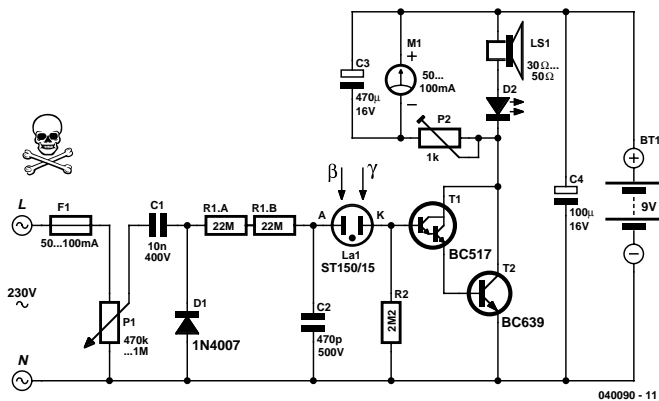 C3
470µ
16V
M1
+
50...
100mA
–
LS1
30Ω...
50Ω
D2
P2
1k
BT1
+
9V
–
C4
100µ
16V
L
F1
50...100mA
C1
10n
400V
R1.A
22M
R1.B
22M
β
γ
A
K
La1
ST150/15
T1
BC517
T2
BC639
230V
~
P1
470k
...1M
D1
1N4007
C2
470p
500V
R2
2M2
N
040090 - 11